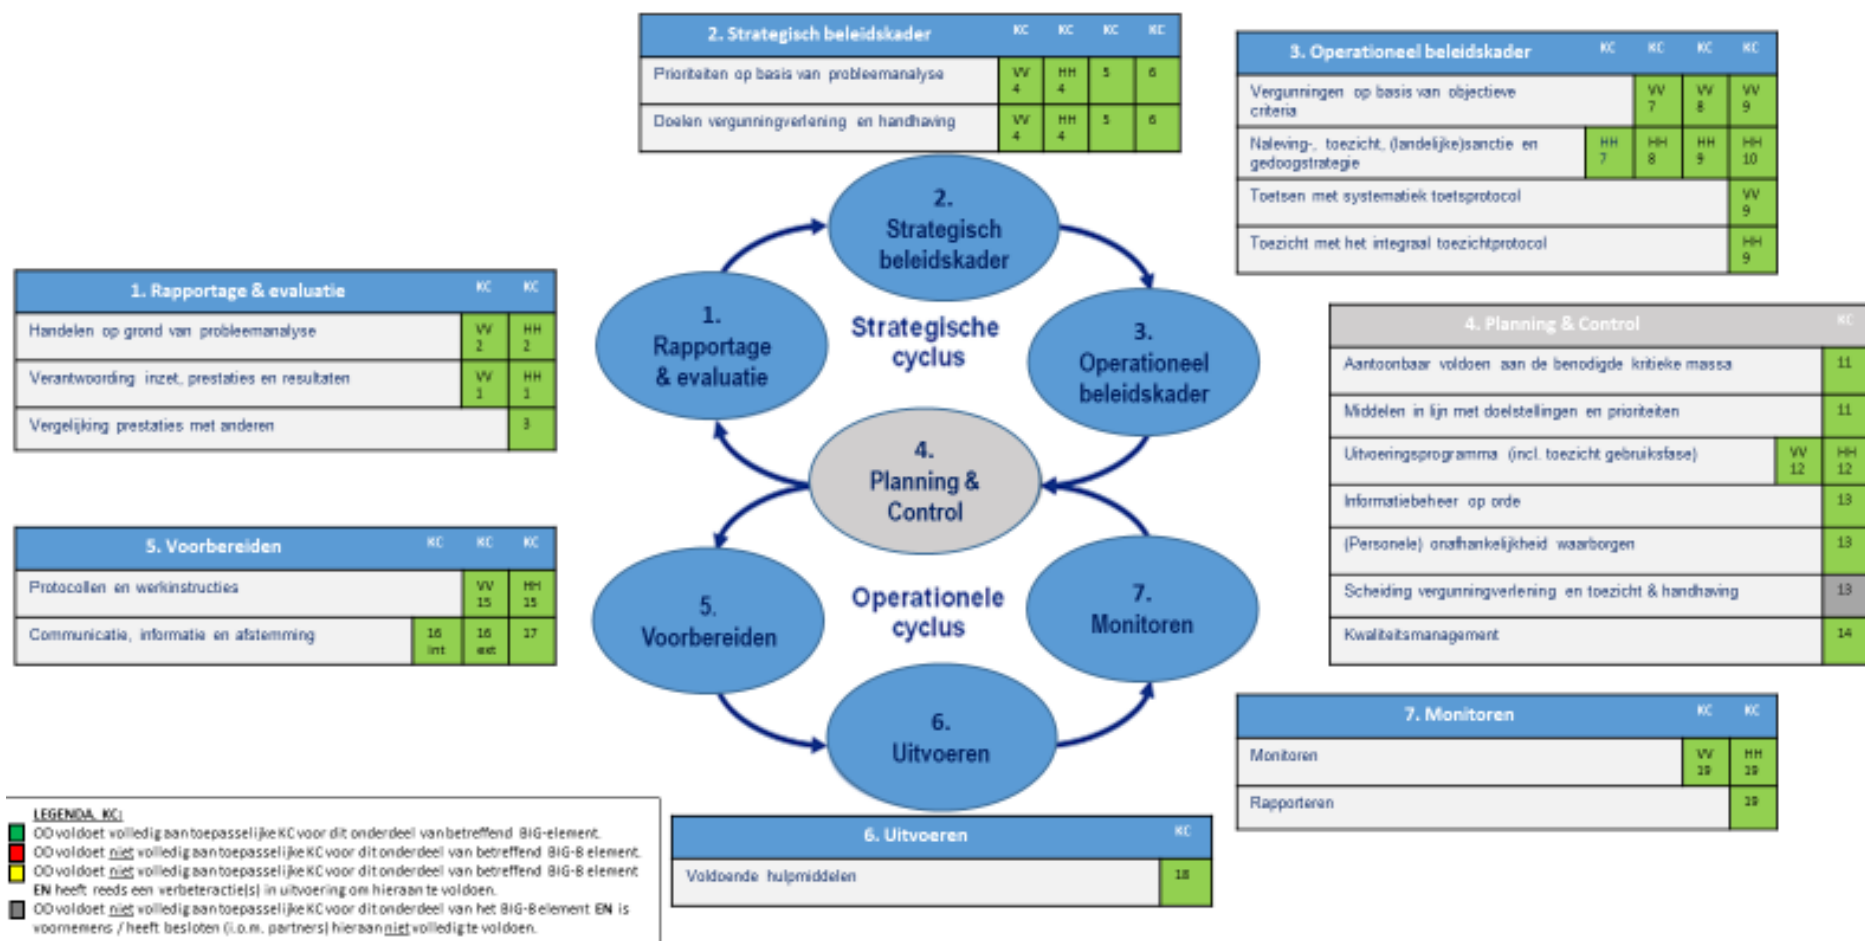 2. Strategisch beleidskader KC KC KC KC
Prioriteiten op basis van probleemanalyse VV 4 HH 4 5 6
Doelen vergunningverlening en handhaving VV 4 HH 4 5 6
3. Operationeel beleidskader KC KC KC KC
Vergunningen op basis van objectieve
criteria VV 7 VV 8 VV 9
Naleving-, toezicht, (landelijke)sanctie en
gedoogstrategie HH 7 HH 8 HH 9 HH 10
Toetsen met systematiek toetsprotocol VV 9
Toezicht met het integraal toezichtprotocol HH 9
1. Rapportage & evaluatie KC KC
Handelen op grond van probleemanalyse VV 2 HH 2
Verantwoording inzet, prestaties en resultaten VV 1 HH 1
Vergelijking prestaties met anderen 3
2.
Strategisch
beleidskader
1.
Rapportage
& evaluatie
Strategische
cyclus
3.
Operationeel
beleidskader
4.
Planning &
Control
5.
Voorbereiden
Operationele
cyclus
7.
Monitoren
6.
Uitvoeren
4. Planning & Control KC
Aantoonbaar voldoen aan de benodigde kritieke massa 11
Middelen in lijn met doelstellingen en prioriteiten 11
Uitvoeringsprogramma (incl. toezicht gebruiksfase) VV 12 HH 12
Informatiebeheer op orde 13
(Personele) onafhankelijkheid waarborgen 13
Scheiding vergunningverlening en toezicht & handhaving 13
Kwaliteitsmanagement 14
5. Voorbereiden KC KC KC
Protocollen en werkinstructies VV 15 HH 15
Communicatie, informatie en afstemming 16 int 16 ext 17
7. Monitoren KC KC
Monitoren VV 19 HH 19
Rapporteren 19
6. Uitvoeren KC
Voldoende hulpmiddelen 18
LEGENDA KC:
OD voldoet volledig aan toepasselijke KC voor dit onderdeel van betreffend BIG-element.
OD voldoet niet volledig aan toepasselijke KC voor dit onderdeel van betreffend BIG-8 element.
OD voldoet niet volledig aan toepasselijke KC voor dit onderdeel van betreffend BIG-8 element
EN heeft reeds een verbeteractie(s) in uitvoering om hieraan te voldoen.
OD voldoet niet volledig aan toepasselijke KC voor dit onderdeel van het BIG-8 element EN is
voornemens / heeft besloten (i.o.m. partners) hieraan niet volledig te voldoen.